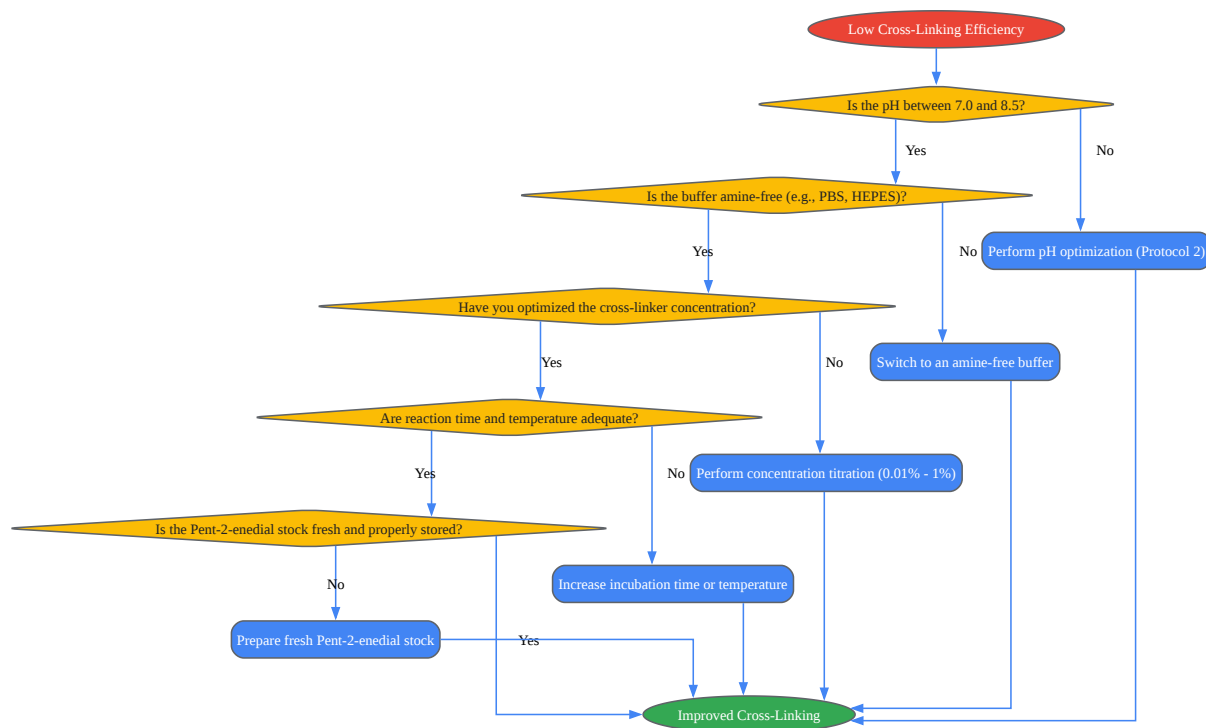 Low Cross-Linking Efficiency
Is the pH between 7.0 and 8.5?
Yes
No
Is the buffer amine-free (e.g., PBS, HEPES)?
Yes
No
Perform pH optimization (Protocol 2)
Have you optimized the cross-linker concentration?
Yes
No
Switch to an amine-free buffer
Are reaction time and temperature adequate?
Yes
No
Perform concentration titration (0.01% - 1%)
Is the Pent-2-enedial stock fresh and properly stored?
No
Increase incubation time or temperature
Prepare fresh Pent-2-enedial stock
Yes
Improved Cross-Linking